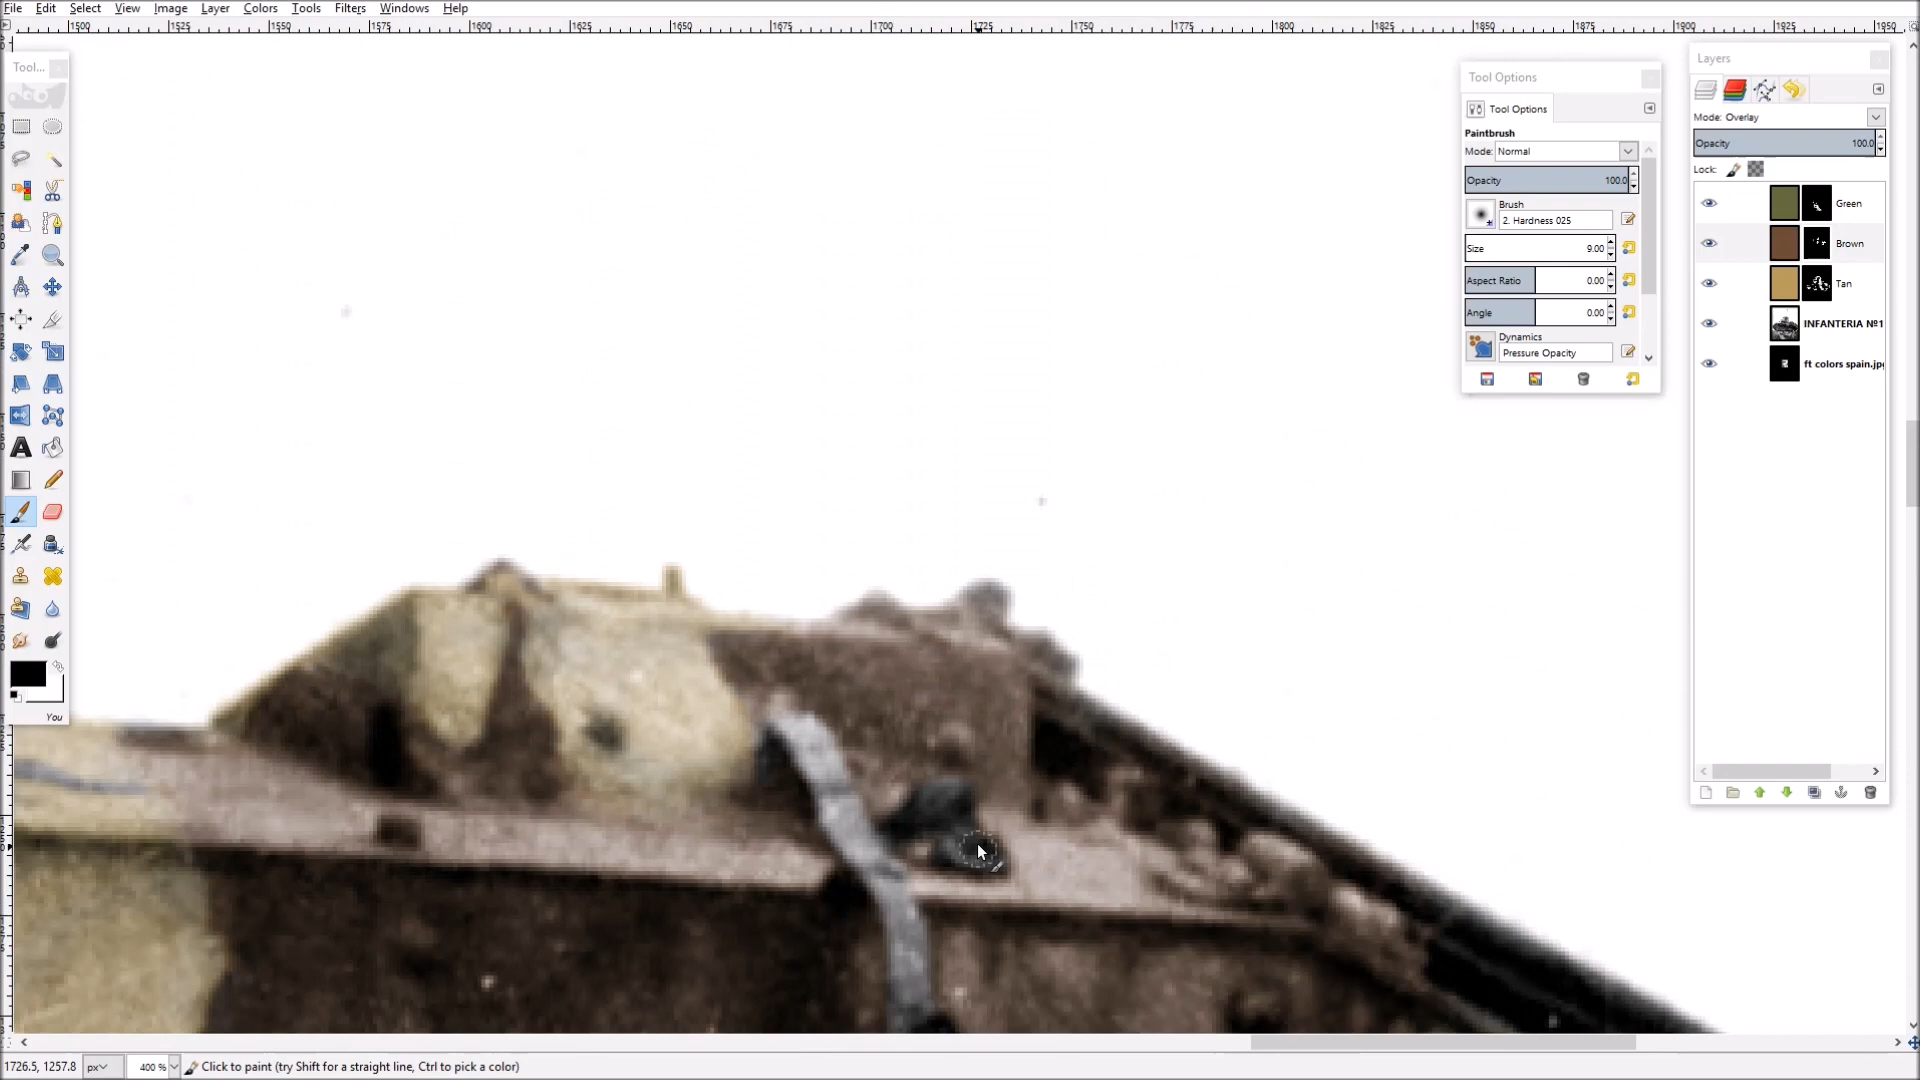 File Edit Select View Image Layer Colors Tools Filters Windows Help
1500 1525 1550 1575 1600 1625 1650 1675 1700 1725 1750 1775 1800 1825 1850 1875 1900 1925 1950
Tool...
You
Tool Options
Tool Options
Paintbrush
Mode: Normal
Opacity 100.0
Brush
2. Hardness 025
Size 9.00
Aspect Ratio 0.00
Angle 0.00
Dynamics
Pressure Opacity
Layers
Mode: Overlay
Opacity 100.0
Lock:
Green
Brown
Tan
INFANTERIA Nº1
ft colors spain.jpg
1726.5, 1257.8 px 400 % Click to paint (try Shift for a straight line, Ctrl to pick a color)